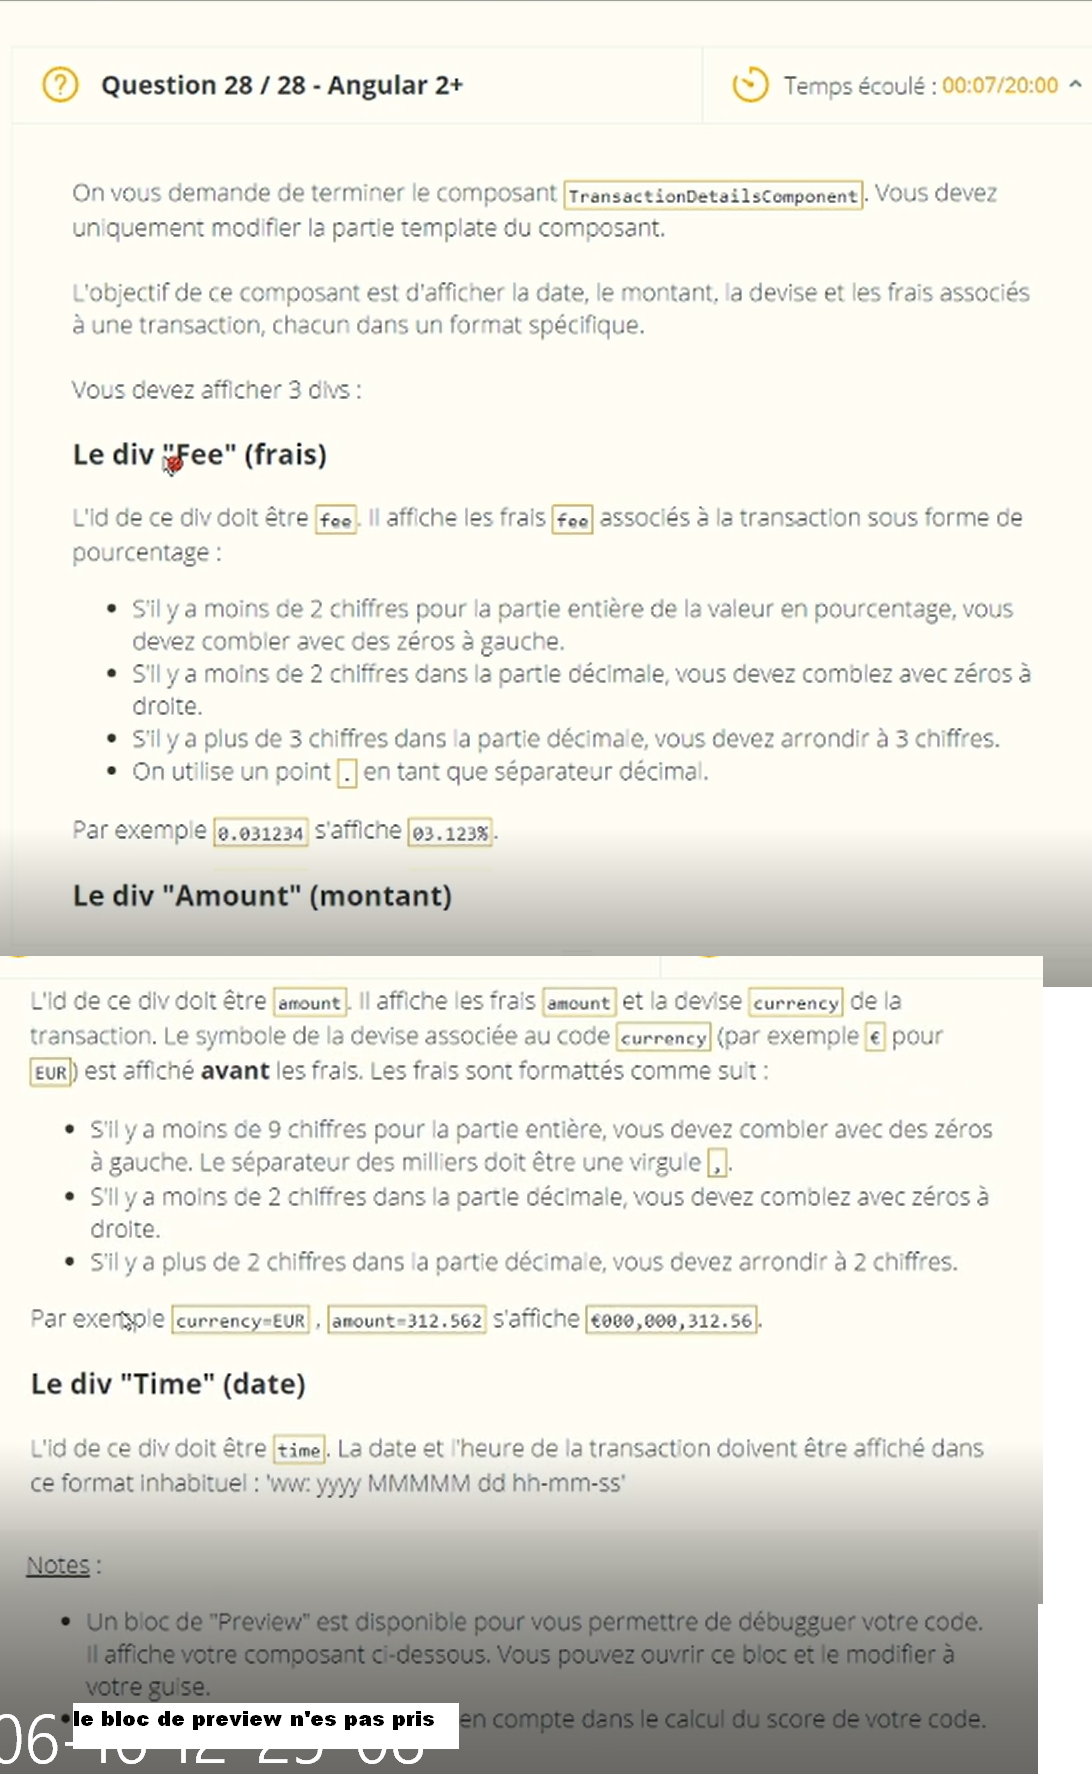 Question 28 / 28 - Angular 2+
Temps écoulé : 00:07/20:00
On vous demande de terminer le composant TransactionDetailsComponent. Vous devez
uniquement modifier la partie template du composant.
L'objectif de ce composant est d'afficher la date, le montant, la devise et les frais associés
à une transaction, chacun dans un format spécifique.
Vous devez afficher 3 divs :
Le div "Fee" (frais)
L'id de ce div doit être fee. Il affiche les frais fee associés à la transaction sous forme de
pourcentage :
• S'il y a moins de 2 chiffres pour la partie entière de la valeur en pourcentage, vous
devez combler avec des zéros à gauche.
• S'il y a moins de 2 chiffres dans la partie décimale, vous devez comblez avec zéros à
droite.
• S'il y a plus de 3 chiffres dans la partie décimale, vous devez arrondir à 3 chiffres.
• On utilise un point . en tant que séparateur décimal.
Par exemple 0.031234 s'affiche 03.123%.
Le div "Amount" (montant)
L'id de ce div doit être amount. Il affiche les frais amount et la devise currency de la
transaction. Le symbole de la devise associée au code currency (par exemple € pour
EUR) est affiché avant les frais. Les frais sont formattés comme suit :
• S'il y a moins de 9 chiffres pour la partie entière, vous devez combler avec des zéros
à gauche. Le séparateur des milliers doit être une virgule ,.
• S'il y a moins de 2 chiffres dans la partie décimale, vous devez comblez avec zéros à
droite.
• S'il y a plus de 2 chiffres dans la partie décimale, vous devez arrondir à 2 chiffres.
Par exemple currency=EUR , amount=312.562 s'affiche €000,000,312.56.
Le div "Time" (date)
L'id de ce div doit être time. La date et l'heure de la transaction doivent être affiché dans
ce format inhabituel : 'ww: yyyy MMMMM dd hh-mm-ss'
Notes :
• Un bloc de "Preview" est disponible pour vous permettre de débugguer votre code.
Il affiche votre composant ci-dessous. Vous pouvez ouvrir ce bloc et le modifier à
votre guise.
• le bloc de preview n'es pas pris en compte dans le calcul du score de votre code.